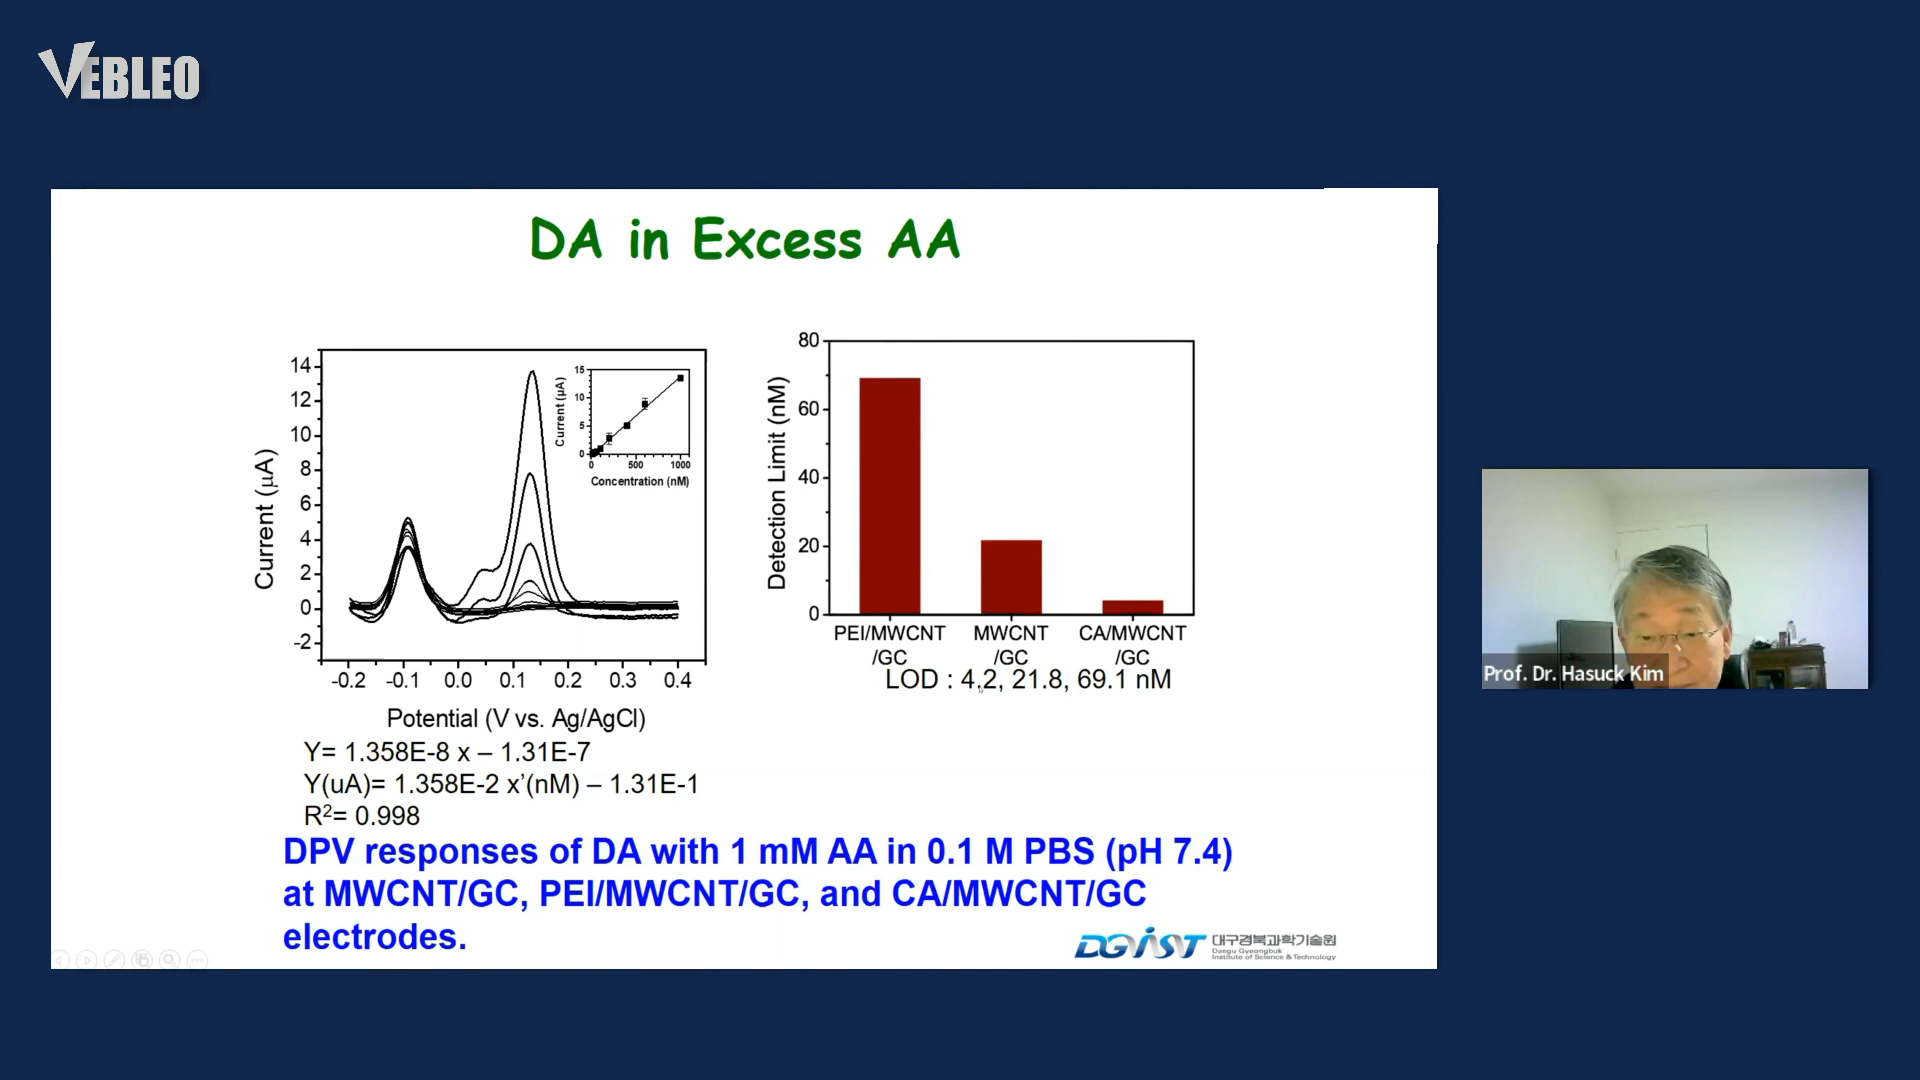 VEBLEO
DA in Excess AA
14
12
10
8
6
4
2
0
-2
Current (μA)
-0.2 -0.1 0.0 0.1 0.2 0.3 0.4
Potential (V vs. Ag/AgCl)
15
10
5
0
Current (μA)
0 500 1000
Concentration (nM)
80
60
40
20
0
Detection Limit (nM)
PEI/MWCNT MWCNT CA/MWCNT
/GC /GC /GC
LOD : 4.2, 21.8, 69.1 nM
Y= 1.358E-8 x – 1.31E-7
Y(uA)= 1.358E-2 x’(nM) – 1.31E-1
R²= 0.998
DPV responses of DA with 1 mM AA in 0.1 M PBS (pH 7.4)
at MWCNT/GC, PEI/MWCNT/GC, and CA/MWCNT/GC
electrodes.
DGIST 대구경북과학기술원
Daegu Gyeongbuk
Institute of Science & Technology
Prof. Dr. Hasuck Kim